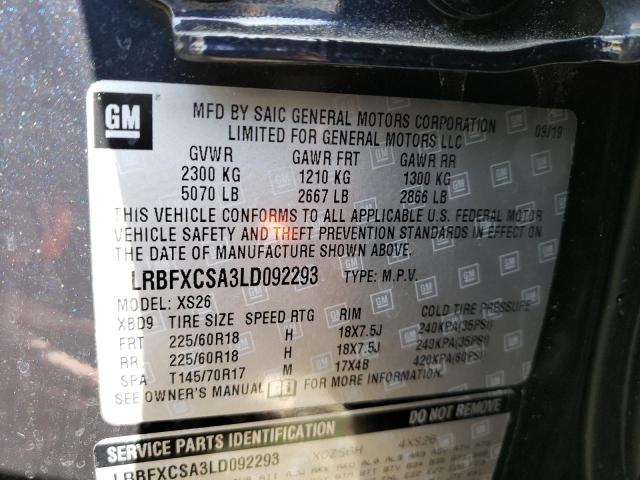 GM
MFD BY SAIC GENERAL MOTORS CORPORATION
LIMITED FOR GENERAL MOTORS LLC
09/19
GVWR GAWR FRT GAWR RR
2300 KG 1210 KG 1300 KG
5070 LB 2667 LB 2866 LB
THIS VEHICLE CONFORMS TO ALL APPLICABLE U.S. FEDERAL MOTOR
VEHICLE SAFETY AND THEFT PREVENTION STANDARDS IN EFFECT ON
THE DATE OF MANUFACTURE SHOWN ABOVE.
LRBFXCSA3LD092293 TYPE: M.P.V.
MODEL: XS26
XBD9 TIRE SIZE SPEED RTG RIM COLD TIRE PRESSURE
FRT 225/60R18 H 18X7.5J 240KPA(35PSI)
RR 225/60R18 H 18X7.5J 240KPA(35PSI)
SPA T145/70R17 M 17X4B 420KPA(60PSI)
SEE OWNER'S MANUAL FOR MORE INFORMATION.
DO NOT REMOVE
SERVICE PARTS IDENTIFICATION
LRBFXCSA3LD092293 X0ZS6H 4XS26